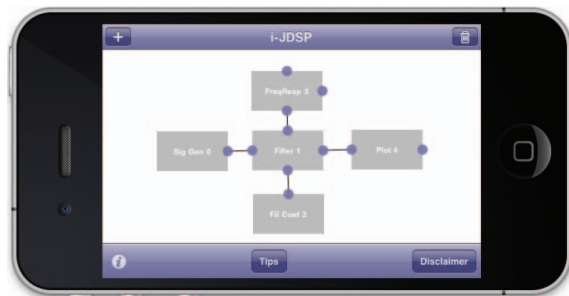 +
i-JDSP
FreqResp 3
Sig Gen 0
Filter 1
Plot 4
Fil Coef 2
i
Tips
Disclaimer